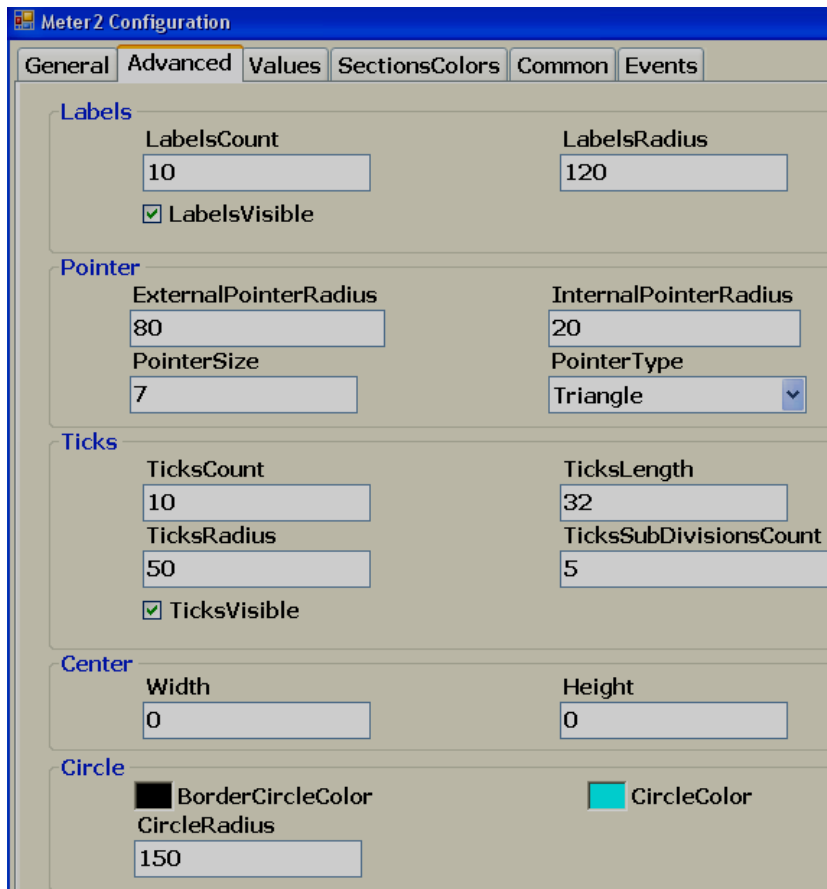 Meter2 Configuration
General Advanced Values SectionsColors Common Events
Labels
LabelsCount LabelsRadius
10 120
LabelsVisible
Pointer
ExternalPointerRadius InternalPointerRadius
80 20
PointerSize PointerType
7 Triangle
Ticks
TicksCount TicksLength
10 32
TicksRadius TicksSubDivisionsCount
50 5
TicksVisible
Center
Width Height
0 0
Circle
BorderCircleColor CircleColor
CircleRadius
150